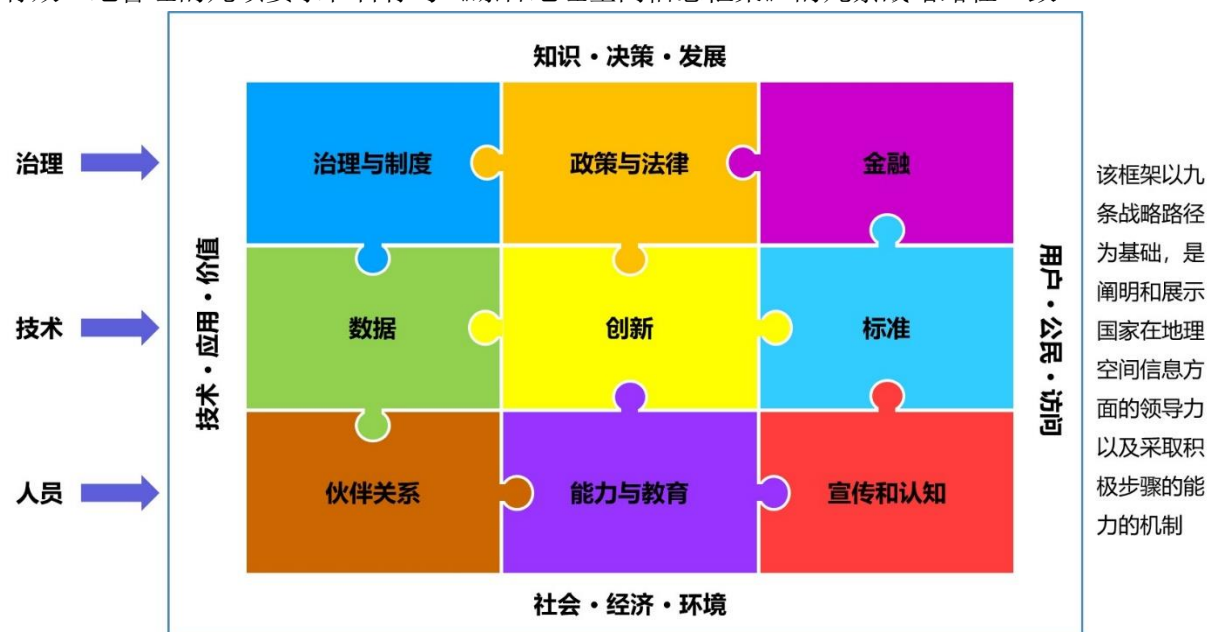 知识·决策·发展
治理
治理与制度
政策与法律
金融
技术·应用·价值
技术
数据
创新
标准
用户·公民·访问
人员
伙伴关系
能力与教育
宣传和认知
社会·经济·环境
该框架以九
条战略路径
为基础，是
阐明和展示
国家在地理
空间信息方
面的领导力
以及采取积
极步骤的能
力的机制